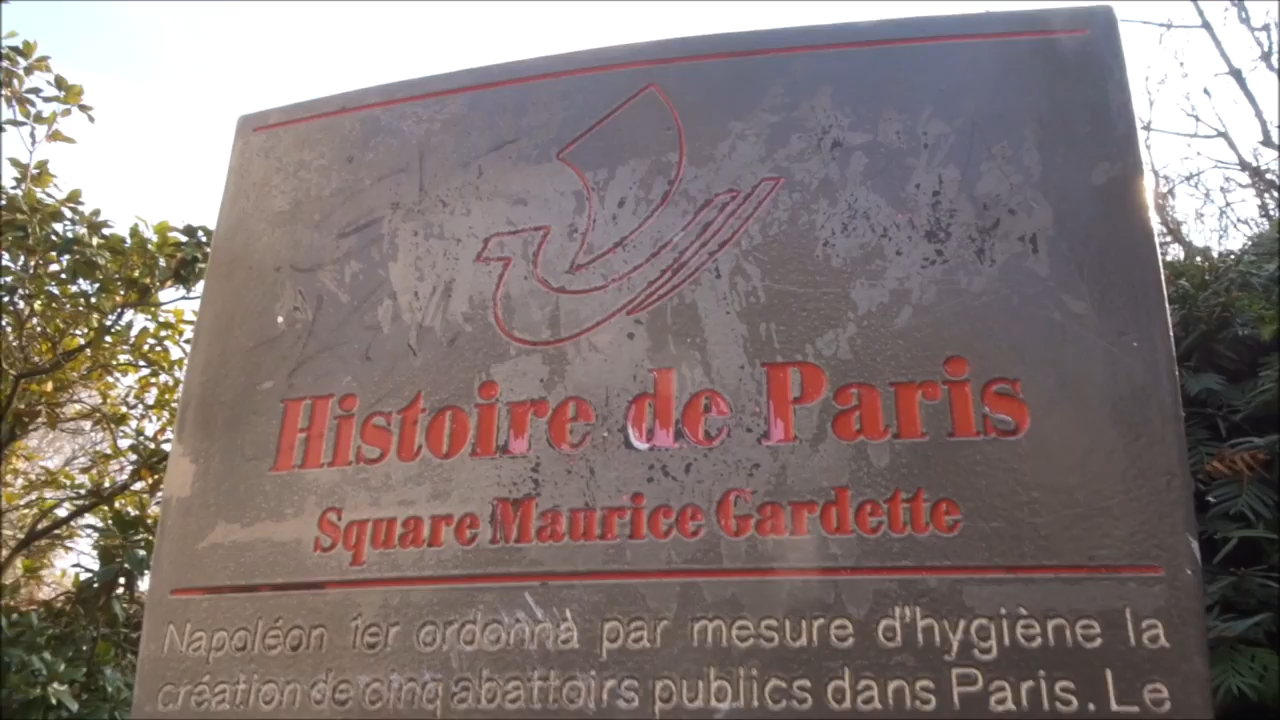 Histoire de Paris
Square Maurice Gardette
Napoléon 1er ordonna par mesure d'hygiène la
création de cinq abattoirs publics dans Paris. Le